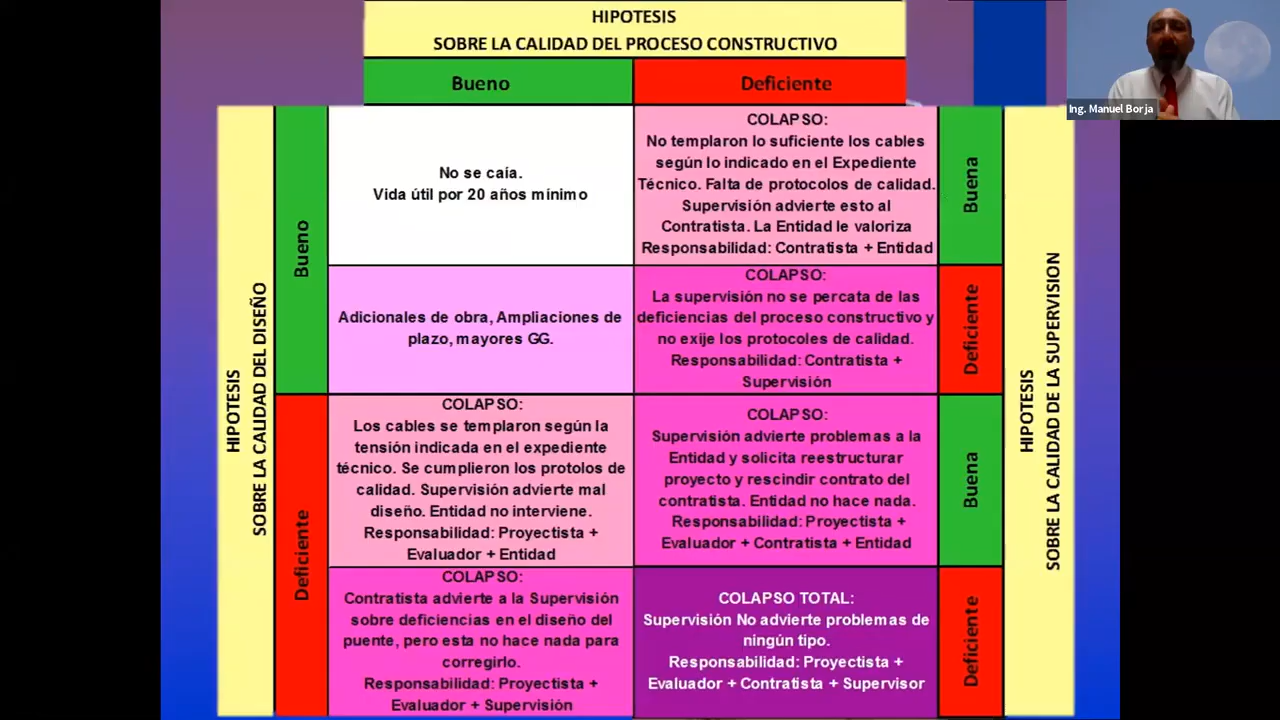 HIPOTESIS
SOBRE LA CALIDAD DEL PROCESO CONSTRUCTIVO
Bueno
Deficiente
Ing. Manuel Borja
HIPOTESIS
SOBRE LA CALIDAD DEL DISEÑO
Bueno
No se caía.
Vida útil por 20 años mínimo
COLAPSO:
No templaron lo suficiente los cables
según lo indicado en el Expediente
Técnico. Falta de protocolos de calidad.
Supervisión advierte esto al
Contratista. La Entidad le valoriza
Responsabilidad: Contratista + Entidad
Buena
HIPOTESIS
SOBRE LA CALIDAD DE LA SUPERVISION
Adicionales de obra, Ampliaciones de
plazo, mayores GG.
COLAPSO:
La supervisión no se percata de las
deficiencias del proceso constructivo y
no exije los protocoles de calidad.
Responsabilidad: Contratista +
Supervisión
Deficiente
Deficiente
COLAPSO:
Los cables se templaron según la
tensión indicada en el expediente
técnico. Se cumplieron los protolos de
calidad. Supervisión advierte mal
diseño. Entidad no interviene.
Responsabilidad: Proyectista +
Evaluador + Entidad
COLAPSO:
Supervisión advierte problemas a la
Entidad y solicita reestructurar
proyecto y rescindir contrato del
contratista. Entidad no hace nada.
Responsabilidad: Proyectista +
Evaluador + Contratista + Entidad
Buena
COLAPSO:
Contratista advierte a la Supervisión
sobre deficiencias en el diseño del
puente, pero esta no hace nada para
corregirlo.
Responsabilidad: Proyectista +
Evaluador + Supervisión
COLAPSO TOTAL:
Supervisión No advierte problemas de
ningún tipo.
Responsabilidad: Proyectista +
Evaluador + Contratista + Supervisor
Deficiente